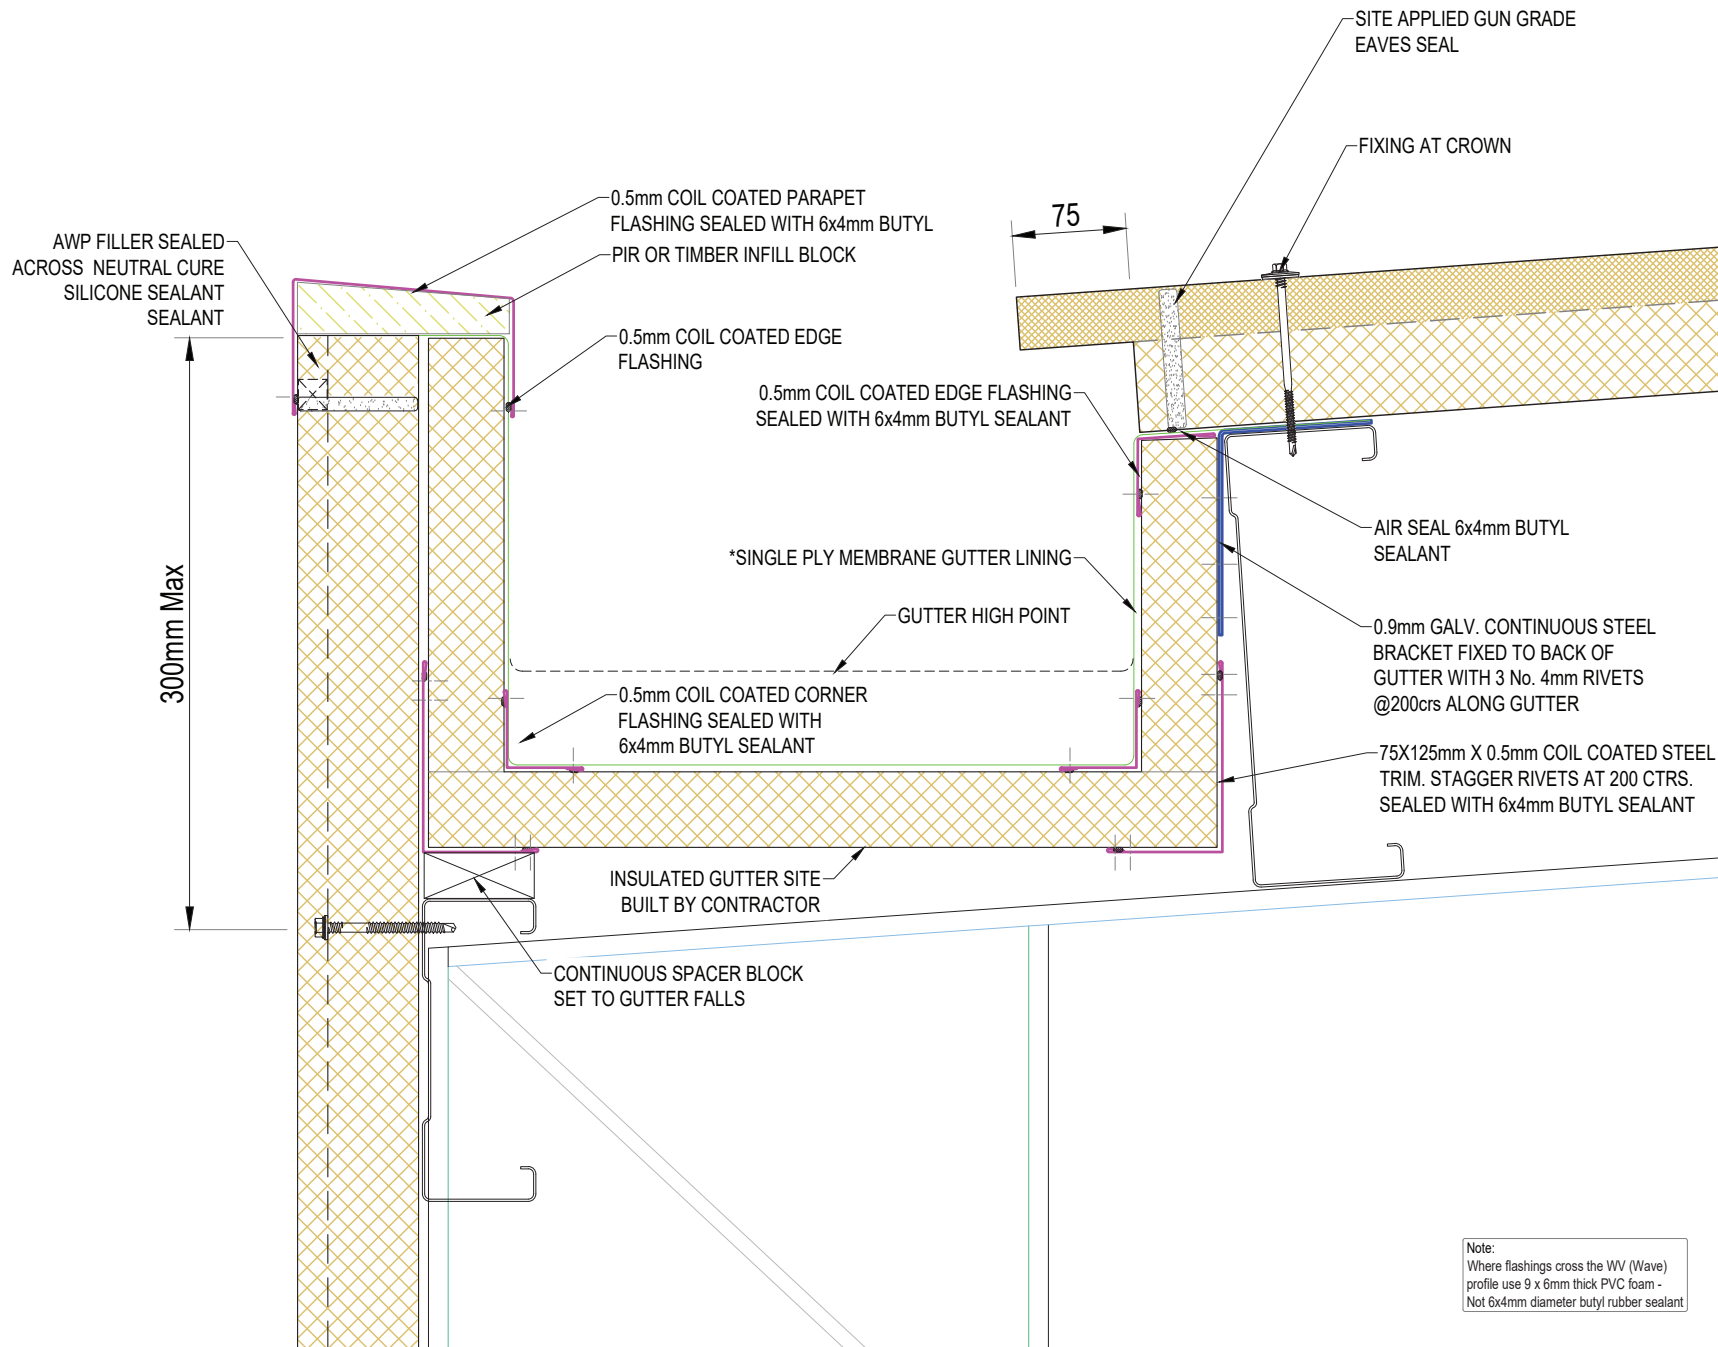 SITE APPLIED GUN GRADE
EAVES SEAL
FIXING AT CROWN
0.5mm COIL COATED PARAPET
FLASHING SEALED WITH 6x4mm BUTYL
75
AWP FILLER SEALED
ACROSS NEUTRAL CURE
SILICONE SEALANT
SEALANT
PIR OR TIMBER INFILL BLOCK
0.5mm COIL COATED EDGE
FLASHING
0.5mm COIL COATED EDGE FLASHING
SEALED WITH 6x4mm BUTYL SEALANT
AIR SEAL 6x4mm BUTYL
SEALANT
*SINGLE PLY MEMBRANE GUTTER LINING
300mm Max
GUTTER HIGH POINT
0.9mm GALV. CONTINUOUS STEEL
BRACKET FIXED TO BACK OF
GUTTER WITH 3 No. 4mm RIVETS
@200crs ALONG GUTTER
0.5mm COIL COATED CORNER
FLASHING SEALED WITH
6x4mm BUTYL SEALANT
75X125mm X 0.5mm COIL COATED STEEL
TRIM. STAGGER RIVETS AT 200 CTRS.
SEALED WITH 6x4mm BUTYL SEALANT
INSULATED GUTTER SITE
BUILT BY CONTRACTOR
CONTINUOUS SPACER BLOCK
SET TO GUTTER FALLS
Note:
Where flashings cross the WV (Wave)
profile use 9 x 6mm thick PVC foam -
Not 6x4mm diameter butyl rubber sealant